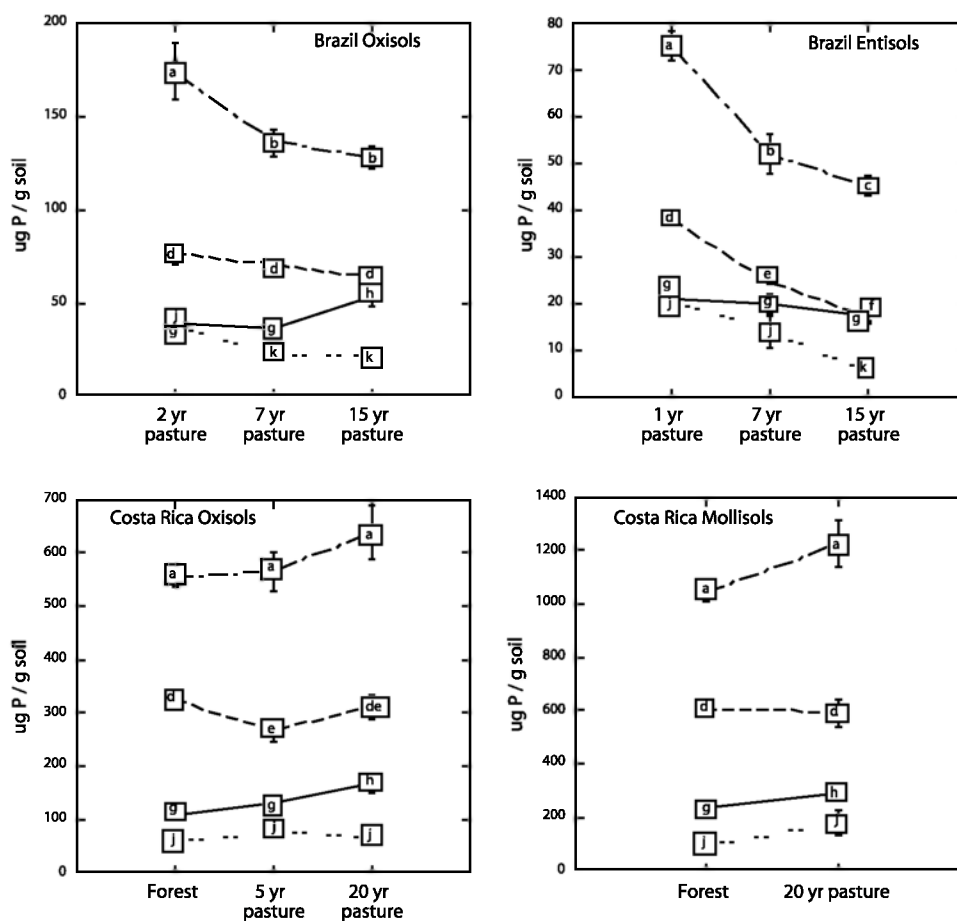 Brazil Oxisols
ug P / g soil
200
150
100
50
0
a
b
b
d
d
d
j
g
g
h
k
k
2 yr
pasture
7 yr
pasture
15 yr
pasture
Brazil Entisols
ug P / g soil
80
70
60
50
40
30
20
10
0
a
b
c
d
e
f
g
g
g
j
j
k
1 yr
pasture
7 yr
pasture
15 yr
pasture
Costa Rica Oxisols
ug P / g soil
700
600
500
400
300
200
100
0
a
a
a
d
e
de
g
g
h
j
j
j
Forest
5 yr
pasture
20 yr
pasture
Costa Rica Mollisols
ug P / g soil
1400
1200
1000
800
600
400
200
0
a
a
d
d
g
h
j
j
Forest
20 yr pasture